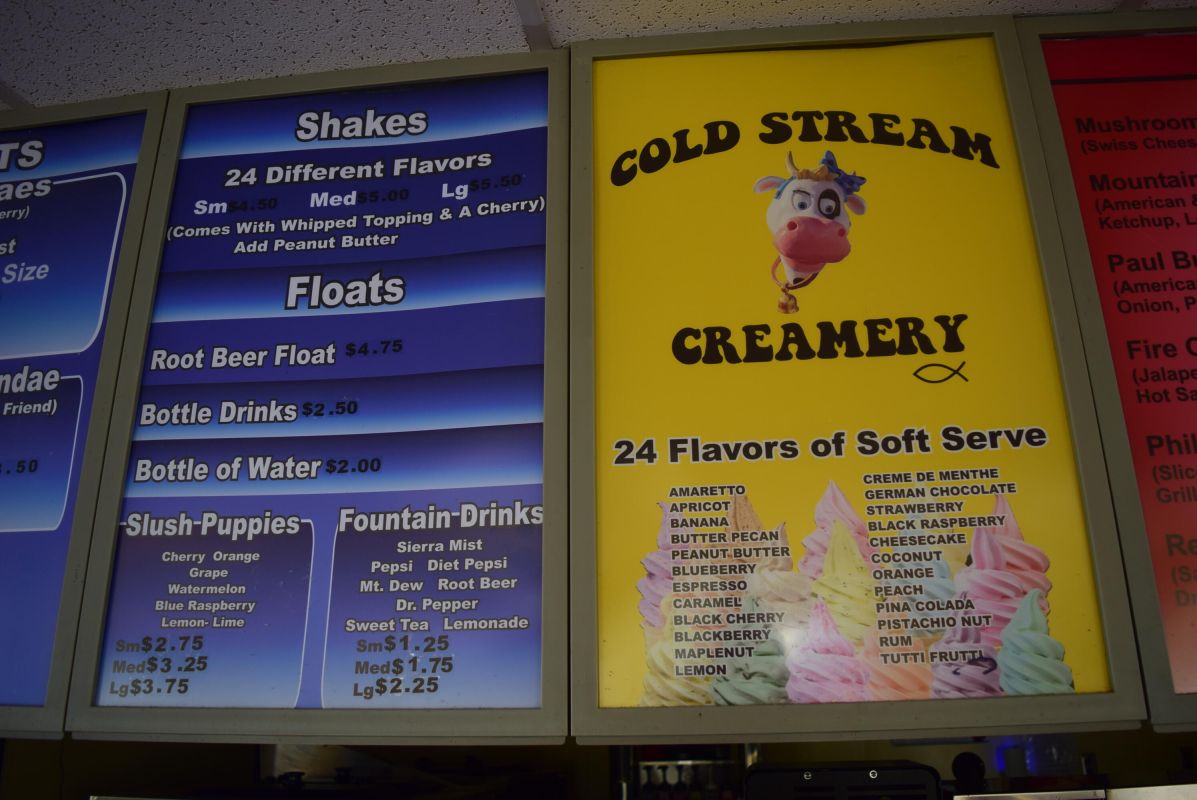 TS
aes
erry)
st
Size
ndae
Friend)
.50
Shakes
24 Different Flavors
Sm $4.50 Med $5.00 Lg $5.50
(Comes With Whipped Topping & A Cherry)
Add Peanut Butter
Floats
Root Beer Float $4.75
Bottle Drinks $2.50
Bottle of Water $2.00
Slush-Puppies
Cherry Orange
Grape
Watermelon
Blue Raspberry
Lemon-Lime
Sm $2.75
Med $3.25
Lg $3.75
Fountain-Drinks
Sierra Mist
Pepsi Diet Pepsi
Mt. Dew Root Beer
Dr. Pepper
Sweet Tea Lemonade
Sm $1.25
Med $1.75
Lg $2.25
COLD STREAM
CREAMERY
24 Flavors of Soft Serve
AMARETTO
APRICOT
BANANA
BUTTER PECAN
PEANUT BUTTER
BLUEBERRY
ESPRESSO
CARAMEL
BLACK CHERRY
BLACKBERRY
MAPLENUT
LEMON
CREME DE MENTHE
GERMAN CHOCOLATE
STRAWBERRY
BLACK RASPBERRY
CHEESECAKE
COCONUT
ORANGE
PEACH
PINA COLADA
PISTACHIO NUT
RUM
TUTTI FRUTTI
Mushroom
(Swiss Chees
Mountain
(American &
Ketchup, L
Paul B
(America
Onion, P
Fire
(Jalape
Hot Sa
Phil
(Slic
Grill
Re
(Sa
Da